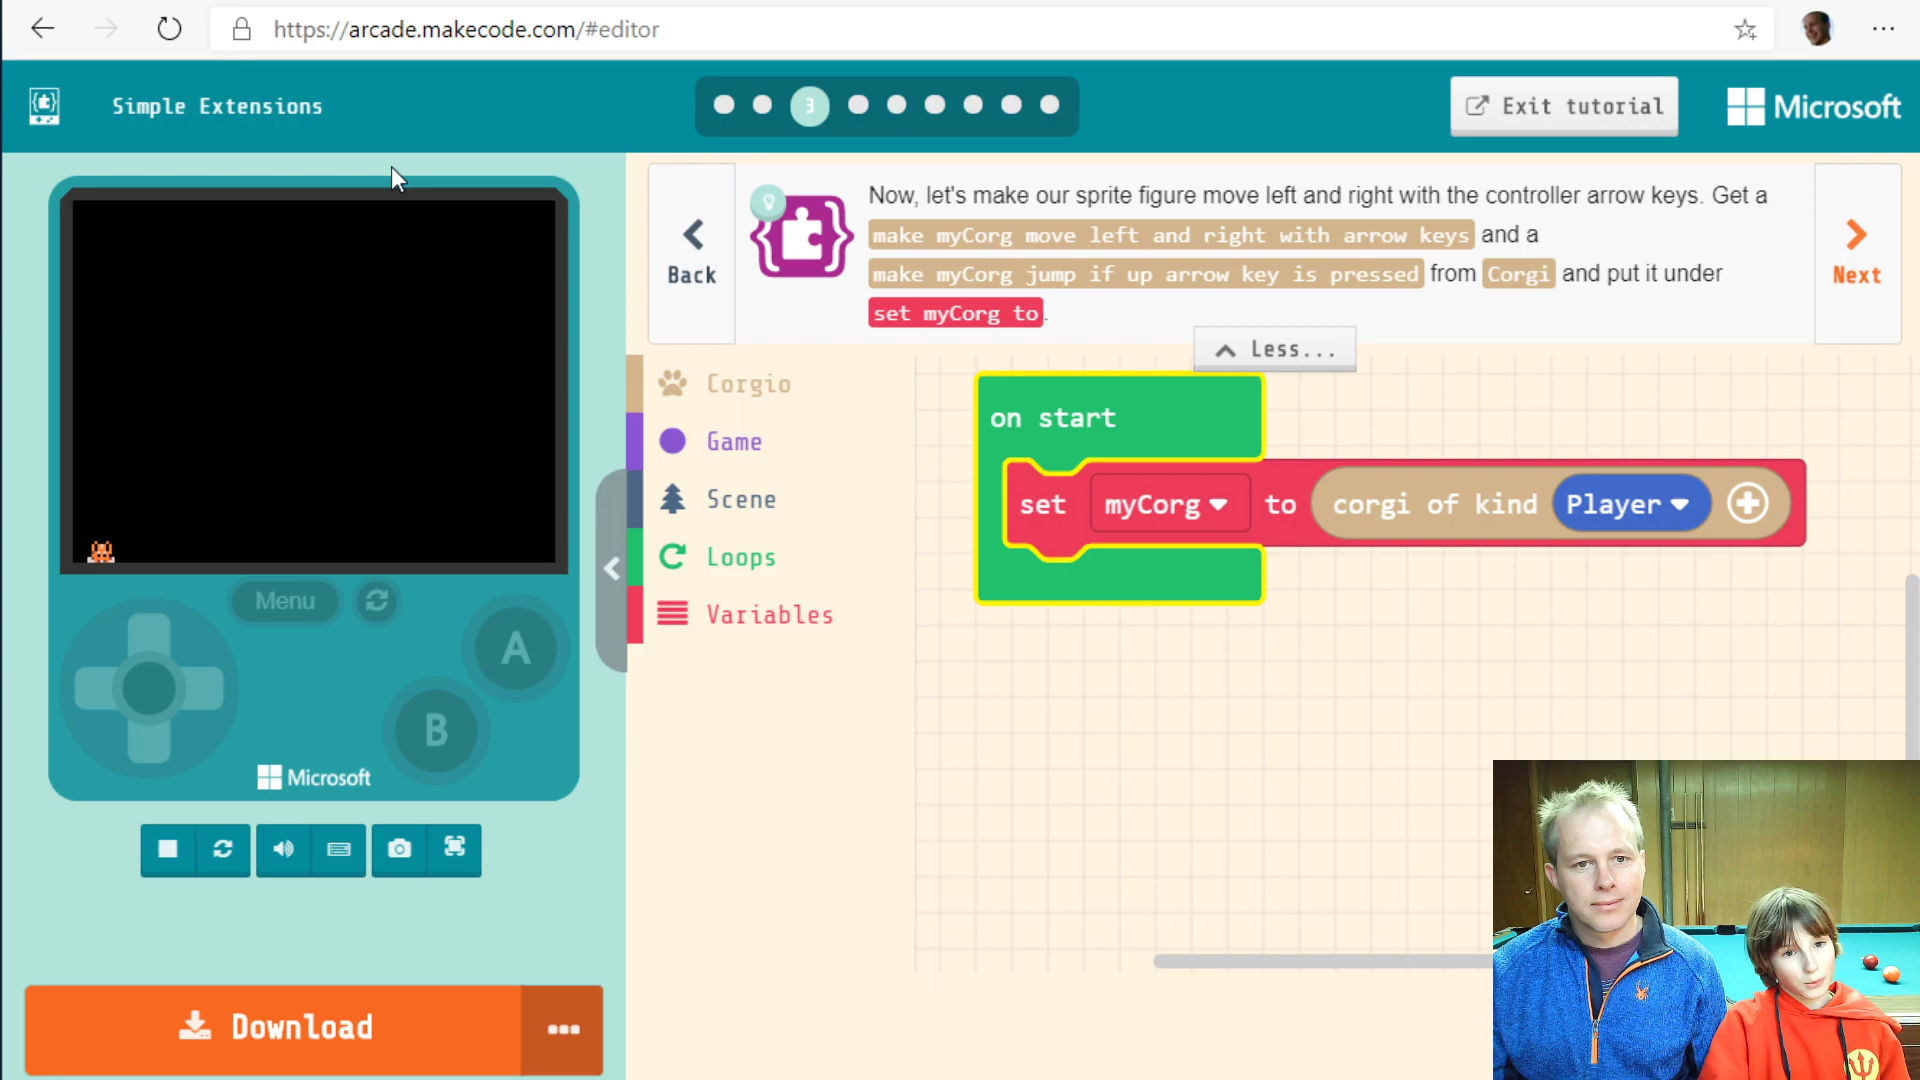 https://arcade.makecode.com/#editor
Simple Extensions
3
Exit tutorial
Microsoft
Back
Now, let's make our sprite figure move left and right with the controller arrow keys. Get a
make myCorg move left and right with arrow keys and a
make myCorg jump if up arrow key is pressed from Corgi and put it under
set myCorg to.
Next
Less...
Corgio
Game
Scene
Loops
Variables
on start
set myCorg to corgi of kind Player
Menu
A
B
Microsoft
Download